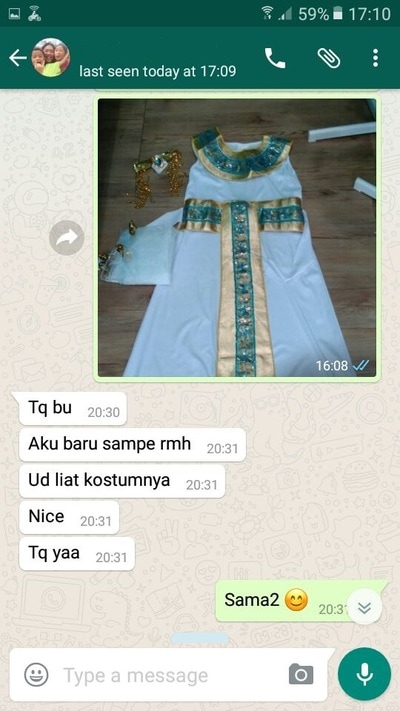 59% 17:10
last seen today at 17:09
16:08
Tq bu 20:30
Aku baru sampe rmh 20:31
Ud liat kostumnya 20:31
Nice 20:31
Tq yaa 20:31
Sama2 20:31
Type a message